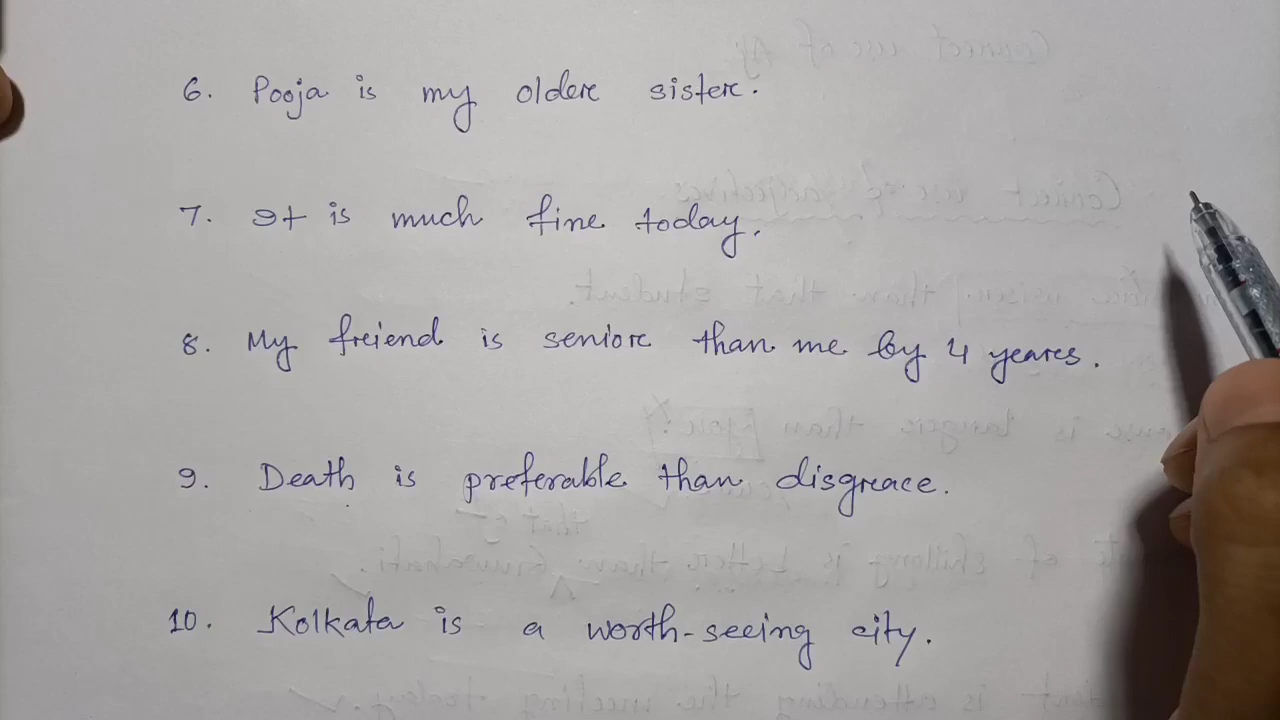 6. Pooja is my older sister.
7. It is much fine today.
8. My friend is senior than me by 4 years.
9. Death is preferable than disgrace.
10. Kolkata is a worth-seeing city.